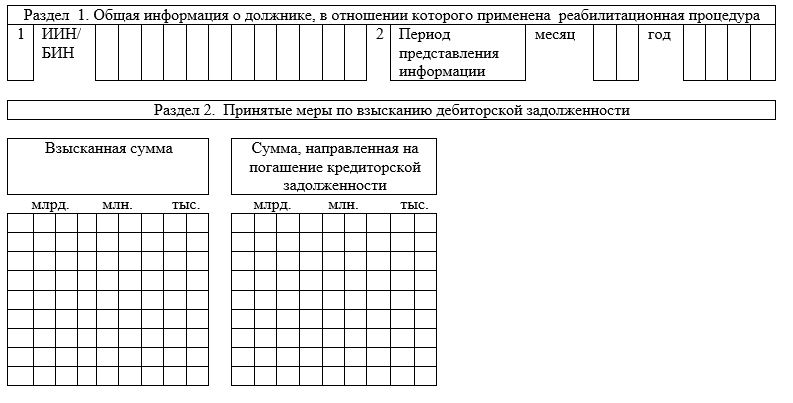 Раздел 1. Общая информация о должнике, в отношении которого применена реабилитационная процедура
1 ИИН/ 2 Период месяц год
БИН представления
информации
Раздел 2. Принятые меры по взысканию дебиторской задолженности
Взысканная сумма Сумма, направленная на
погашение кредиторской
задолженности
млрд. млн. тыс. млрд. млн. тыс.